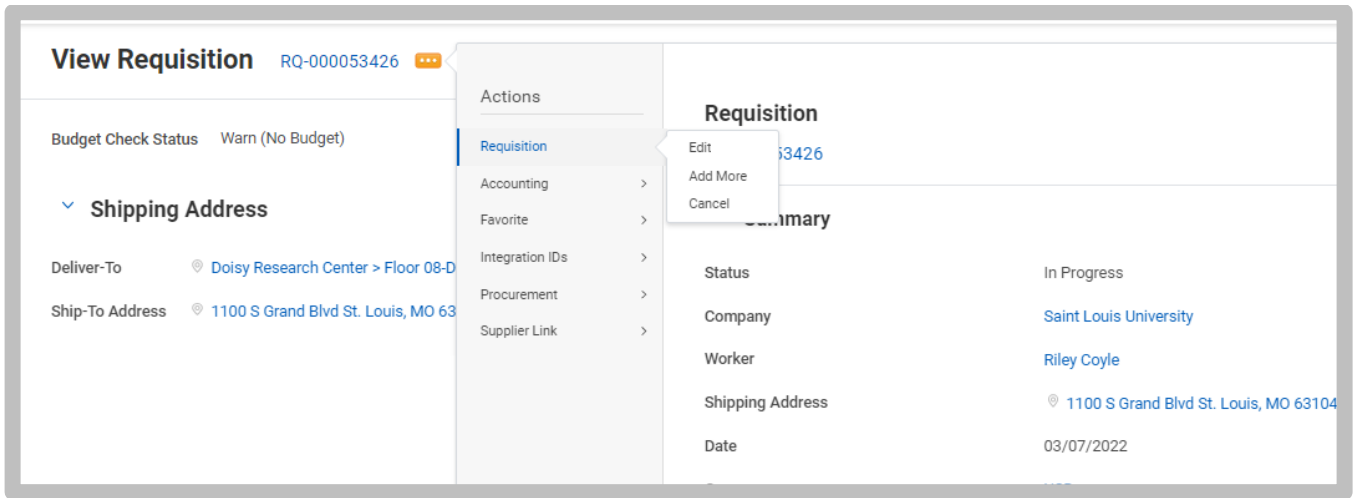 View Requisition RQ-000053426
Budget Check Status Warn (No Budget)
Shipping Address
Deliver-To Doisy Research Center > Floor 08-D
Ship-To Address 1100 S Grand Blvd St. Louis, MO 63
Actions
Requisition
Accounting
Favorite
Integration IDs
Procurement
Supplier Link
Edit
Add More
Cancel
Requisition
53426
Summary
Status In Progress
Company Saint Louis University
Worker Riley Coyle
Shipping Address 1100 S Grand Blvd St. Louis, MO 63104
Date 03/07/2022